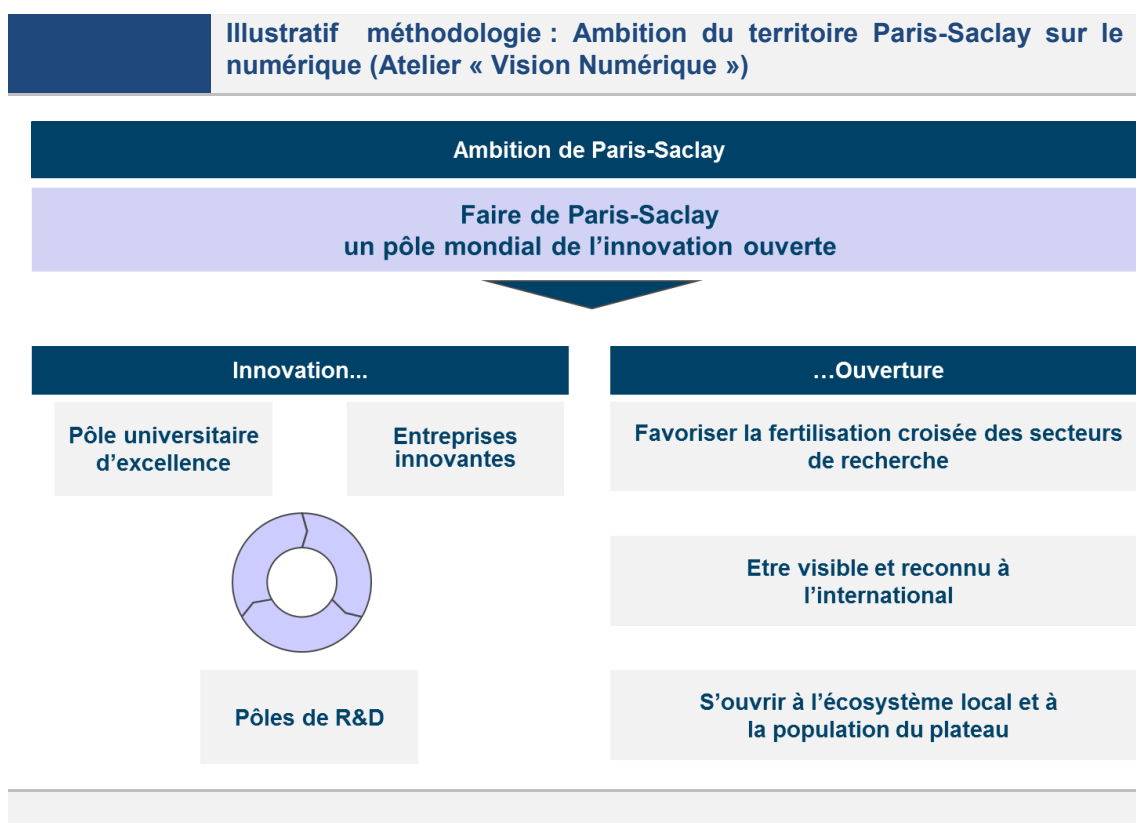 Illustratif méthodologie : Ambition du territoire Paris-Saclay sur le
numérique (Atelier « Vision Numérique »)
Ambition de Paris-Saclay
Faire de Paris-Saclay
un pôle mondial de l’innovation ouverte
Innovation...
Pôle universitaire
d’excellence
Entreprises
innovantes
Pôles de R&D
…Ouverture
Favoriser la fertilisation croisée des secteurs
de recherche
Etre visible et reconnu à
l’international
S’ouvrir à l’écosystème local et à
la population du plateau